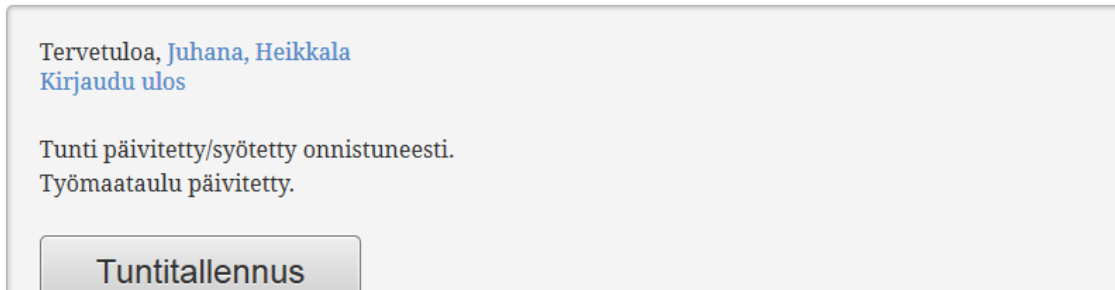 Tervetuloa, Juhana, Heikkala
Kirjaudu ulos
Tunti päivitetty/syötetty onnistuneesti.
Työmaataulu päivitetty.
Tuntitallennus